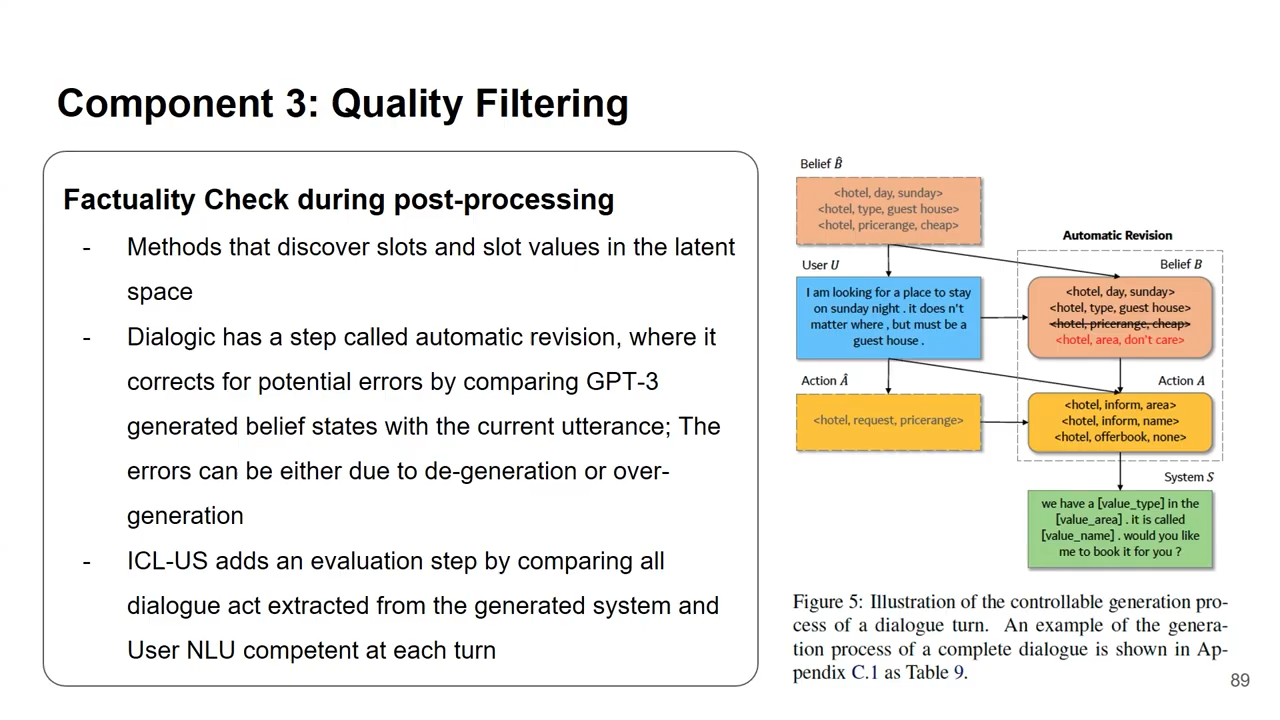 Component 3: Quality Filtering
Factuality Check during post-processing
- Methods that discover slots and slot values in the latent
space
- Dialogic has a step called automatic revision, where it
corrects for potential errors by comparing GPT-3
generated belief states with the current utterance; The
errors can be either due to de-generation or over-
generation
- ICL-US adds an evaluation step by comparing all
dialogue act extracted from the generated system and
User NLU competent at each turn
Belief B̂
<hotel, day, sunday>
<hotel, type, guest house>
<hotel, pricerange, cheap>
User U
I am looking for a place to stay
on sunday night . it does n't
matter where , but must be a
guest house .
Action Â
<hotel, request, pricerange>
Automatic Revision
Belief B
<hotel, day, sunday>
<hotel, type, guest house>
<hotel, pricerange, cheap>
<hotel, area, don't care>
Action A
<hotel, inform, area>
<hotel, inform, name>
<hotel, offerbook, none>
System S
we have a [value_type] in the
[value_area] . it is called
[value_name] . would you like
me to book it for you ?
Figure 5: Illustration of the controllable generation pro-
cess of a dialogue turn. An example of the genera-
tion process of a complete dialogue is shown in Ap-
pendix C.1 as Table 9.
89